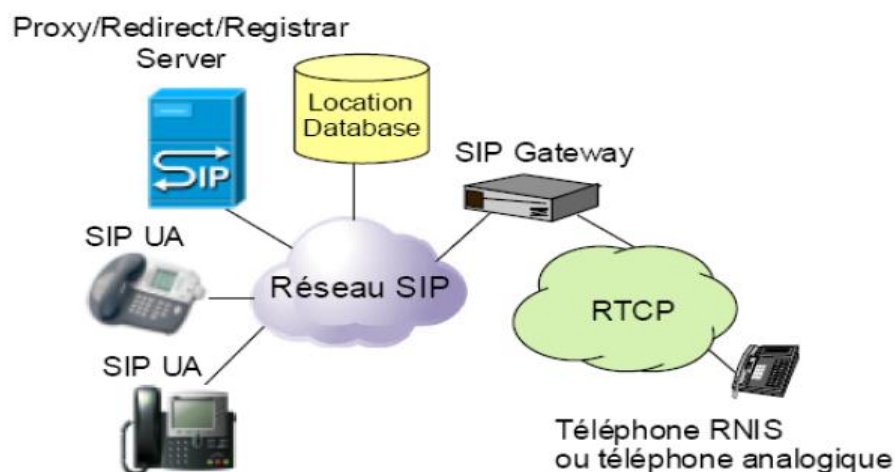 Proxy/Redirect/Registrar
Server
Location
Database
SIP Gateway
SIP
SIP UA
Réseau SIP
RTCP
SIP UA
Téléphone RNIS
ou téléphone analogique